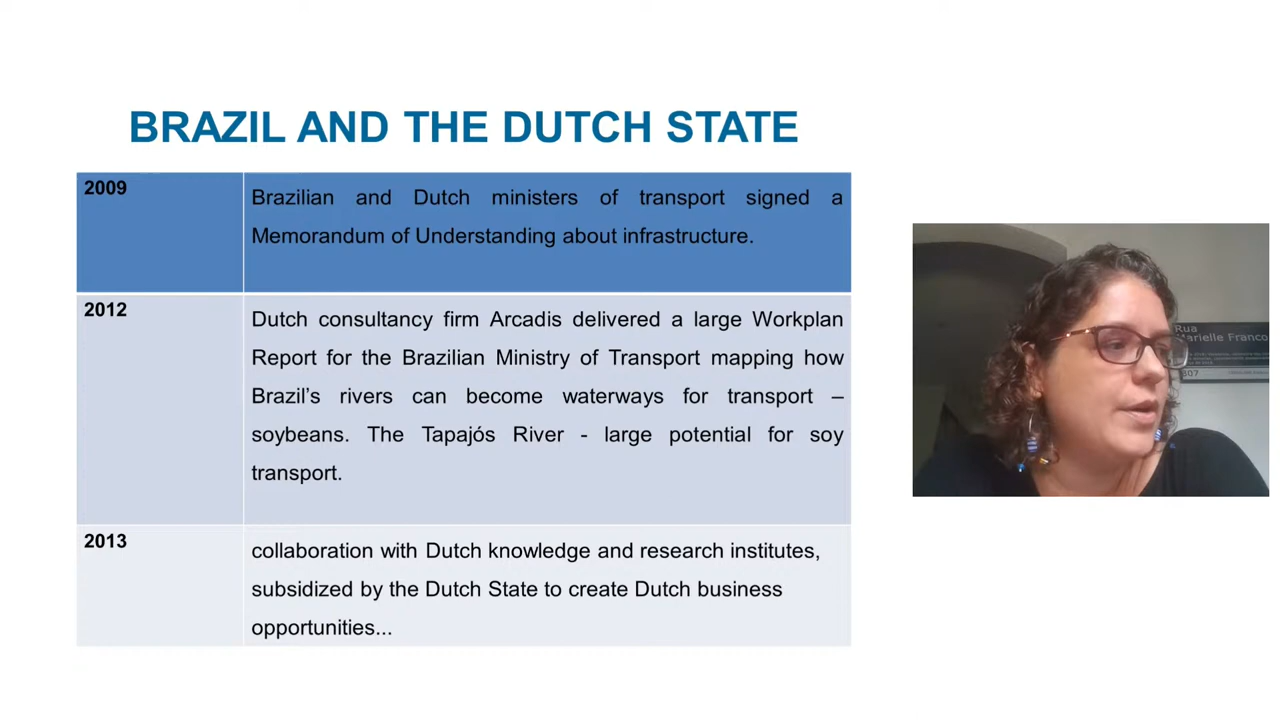 BRAZIL AND THE DUTCH STATE
2009
Brazilian and Dutch ministers of transport signed a
Memorandum of Understanding about infrastructure.
2012
Dutch consultancy firm Arcadis delivered a large Workplan
Report for the Brazilian Ministry of Transport mapping how
Brazil’s rivers can become waterways for transport –
soybeans. The Tapajós River - large potential for soy
transport.
2013
collaboration with Dutch knowledge and research institutes,
subsidized by the Dutch State to create Dutch business
opportunities...
Rua
Marielle Franco